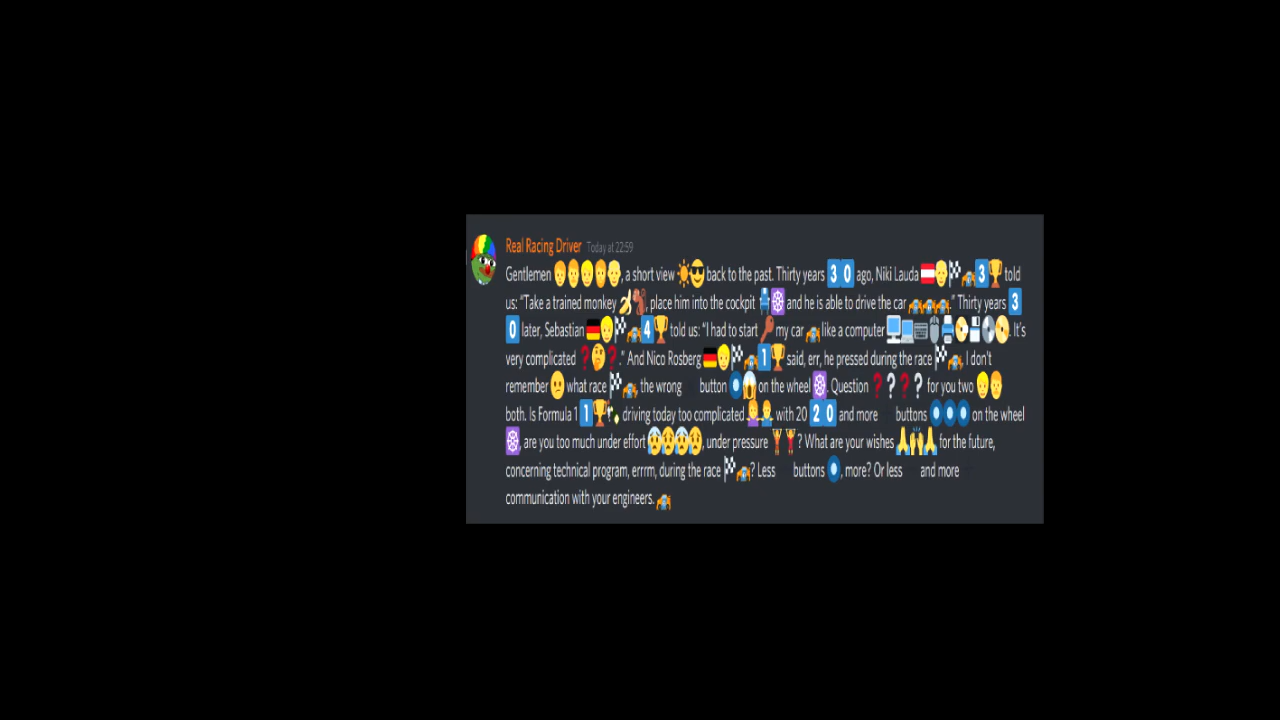 Real Racing Driver Today at 22:59
Gentlemen 👨👨👱👨👴, a short view ☀😎 back to the past. Thirty years 3️⃣0️⃣ ago, Niki Lauda 🇦🇹👨🏁🏎3️⃣🏆 told
us: "Take a trained monkey 🍌🐒, place him into the cockpit 💺☸ and he is able to drive the car 🏎🏎🏎." Thirty years 3️⃣
0️⃣ later, Sebastian 🇩🇪👱🏁🏎4️⃣🏆 told us: "I had to start 🔑 my car 🏎 like a computer 🖥💻⌨🖱🖨📀💾💿📀. It's
very complicated ❓🤔❓." And Nico Rosberg 🇩🇪👱🏁🏎1️⃣🏆 said, err, he pressed during the race 🏁🏎, I don't
remember 😕 what race 🏁🏎, the wrong button 🔘😱 on the wheel ☸. Question ❓❔❓❔ for you two 👱👨
both. Is Formula 1 1️⃣🏆🍾 driving today too complicated 🤷‍♀️🤷‍♂️ with 20 2️⃣0️⃣ and more buttons 🔘🔘🔘 on the wheel
☸, are you too much under effort 😰😥😰😥, under pressure 🏋🏋? What are your wishes 🙏🙌🙏 for the future,
concerning technical program, errrm, during the race 🏁🏎? Less buttons 🔘, more? Or less and more
communication with your engineers. 🏎